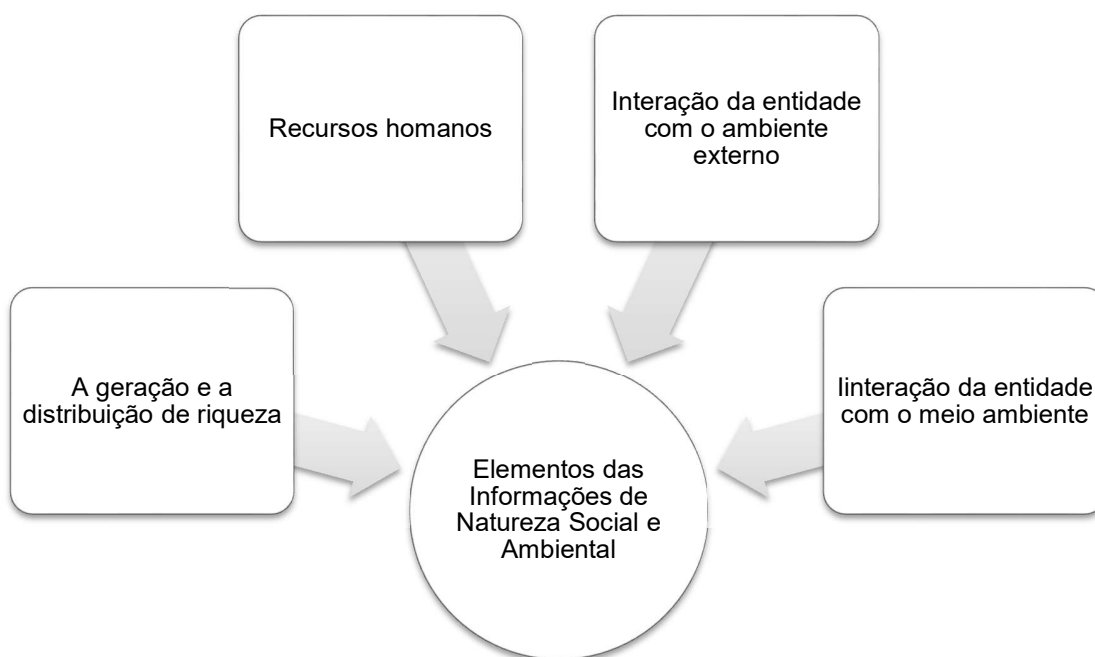 Recursos homanos
Interação da entidade
com o ambiente
externo
A geração e a
distribuição de riqueza
Iinteração da entidade
com o meio ambiente
Elementos das
Informações de
Natureza Social e
Ambiental